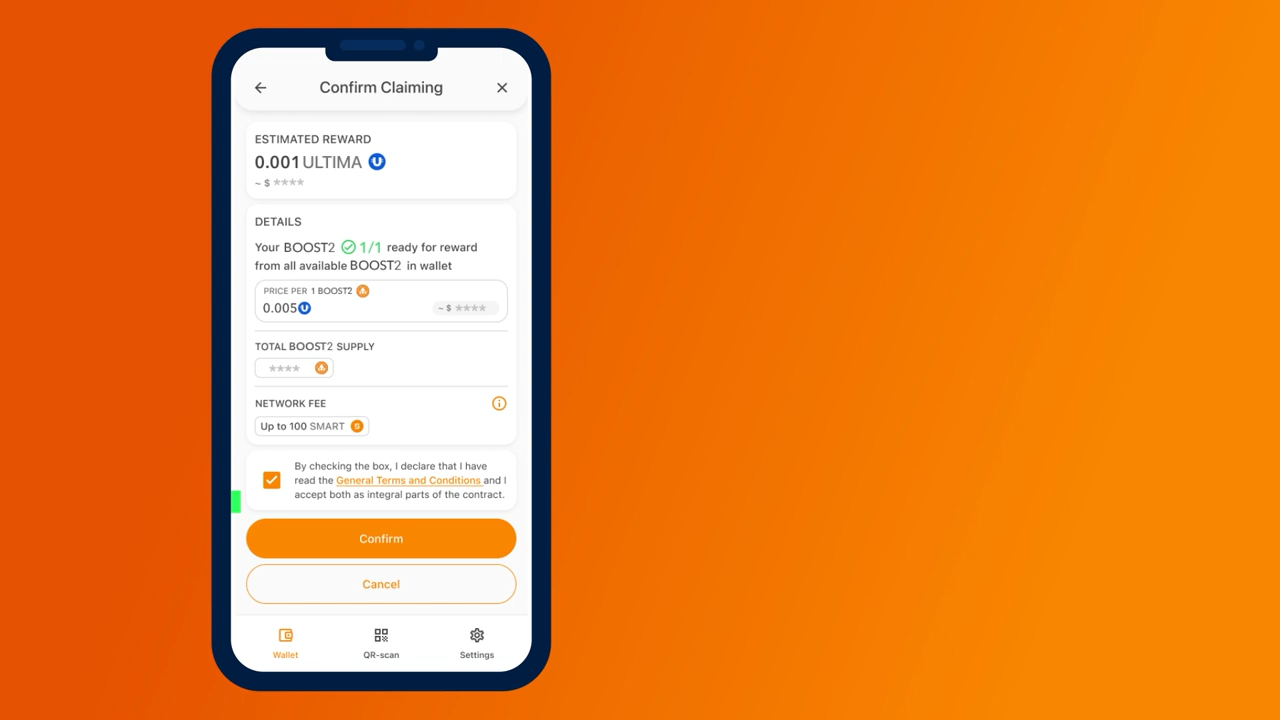 Confirm Claiming
ESTIMATED REWARD
0.001 ULTIMA
~ $ ****
DETAILS
Your BOOST2 1/1 ready for reward
from all available BOOST2 in wallet
PRICE PER 1 BOOST2
0.005
~ $ ****
TOTAL BOOST2 SUPPLY
****
NETWORK FEE
Up to 100 SMART
By checking the box, I declare that I have
read the General Terms and Conditions and I
accept both as integral parts of the contract.
Confirm
Cancel
Wallet
QR-scan
Settings